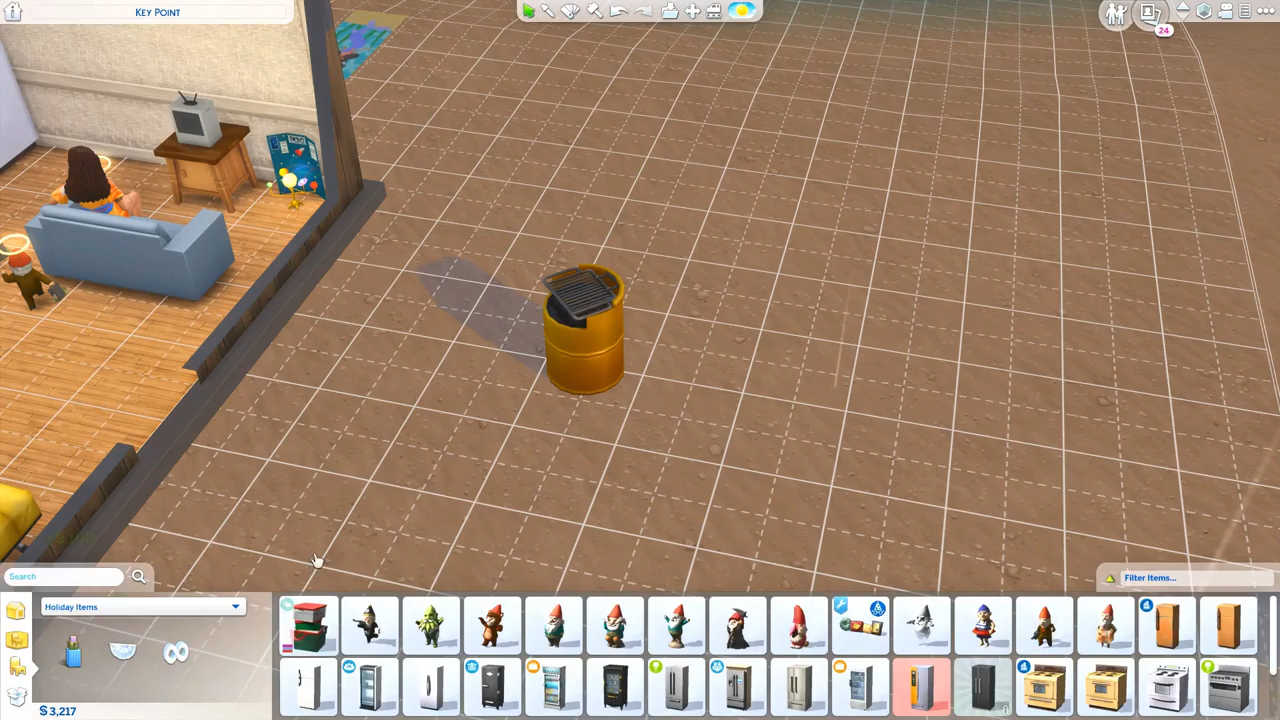 KEY POINT
24
Search
Filter Items...
Holiday Items
§3,217